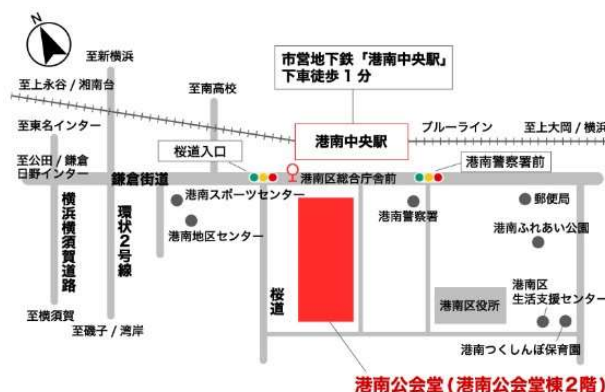 N
至新横浜
至上永谷 / 湘南台
至南高校
市営地下鉄「港南中央駅」
下車徒歩 1 分
至東名インター
桜道入口
港南中央駅
ブルーライン
至上大岡 / 横浜
至公田 / 鎌倉
日野インター
鎌倉街道
港南区総合庁舎前
港南警察署前
横浜横須賀道路
環状2号線
港南スポーツセンター
港南地区センター
桜道
港南警察署
郵便局
港南ふれあい公園
港南区役所
港南区
生活支援センター
港南つくしんぼ保育園
至横須賀
至磯子 / 湾岸
港南公会堂 (港南公会堂棟2階)